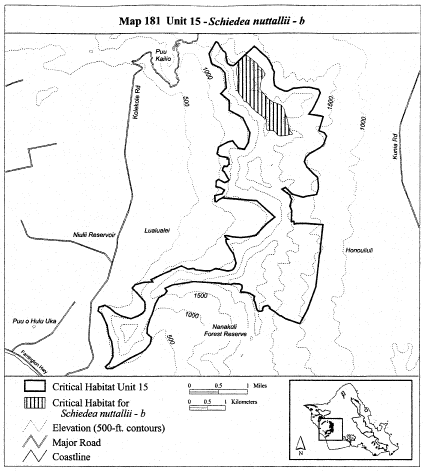 Map 181 Unit 15 - Schiedea nuttallii - b
Puu
Kailio
Kolekole Rd
1000
500
1500
1000
Kunia Rd
Niulii Reservoir
Lualualei
Honouliuli
Puu o Hulu Uka
1500
1000
500
Nanakuli
Forest Reserve
Farrington Hwy
Critical Habitat Unit 15
Critical Habitat for
Schiedea nuttallii - b
Elevation (500-ft. contours)
Major Road
Coastline
0 0.5 1 Miles
0 0.5 1 Kilometers
N